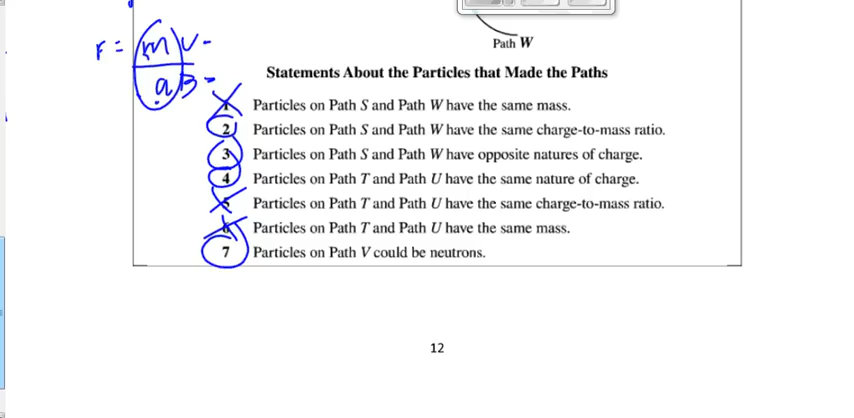 Path W
r = m v
a B
Statements About the Particles that Made the Paths
1 Particles on Path S and Path W have the same mass.
2 Particles on Path S and Path W have the same charge-to-mass ratio.
3 Particles on Path S and Path W have opposite natures of charge.
4 Particles on Path T and Path U have the same nature of charge.
5 Particles on Path T and Path U have the same charge-to-mass ratio.
6 Particles on Path T and Path U have the same mass.
7 Particles on Path V could be neutrons.
12